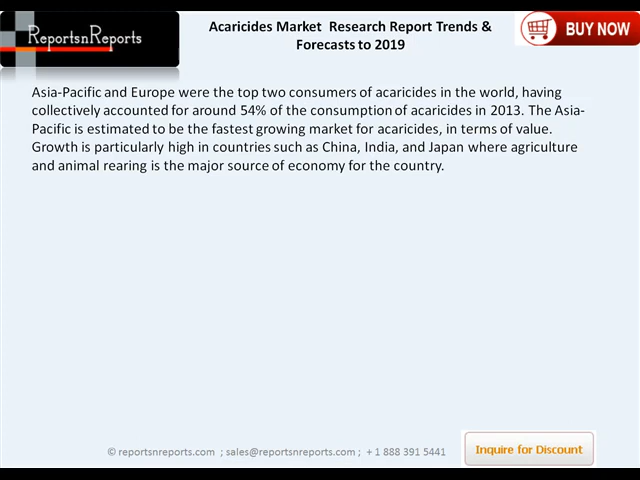 ReportsnReports
Acaricides Market Research Report Trends &
Forecasts to 2019
BUY NOW
Asia-Pacific and Europe were the top two consumers of acaricides in the world, having
collectively accounted for around 54% of the consumption of acaricides in 2013. The Asia-
Pacific is estimated to be the fastest growing market for acaricides, in terms of value.
Growth is particularly high in countries such as China, India, and Japan where agriculture
and animal rearing is the major source of economy for the country.
© reportsnreports.com ; sales@reportsnreports.com ; + 1 888 391 5441
Inquire for Discount